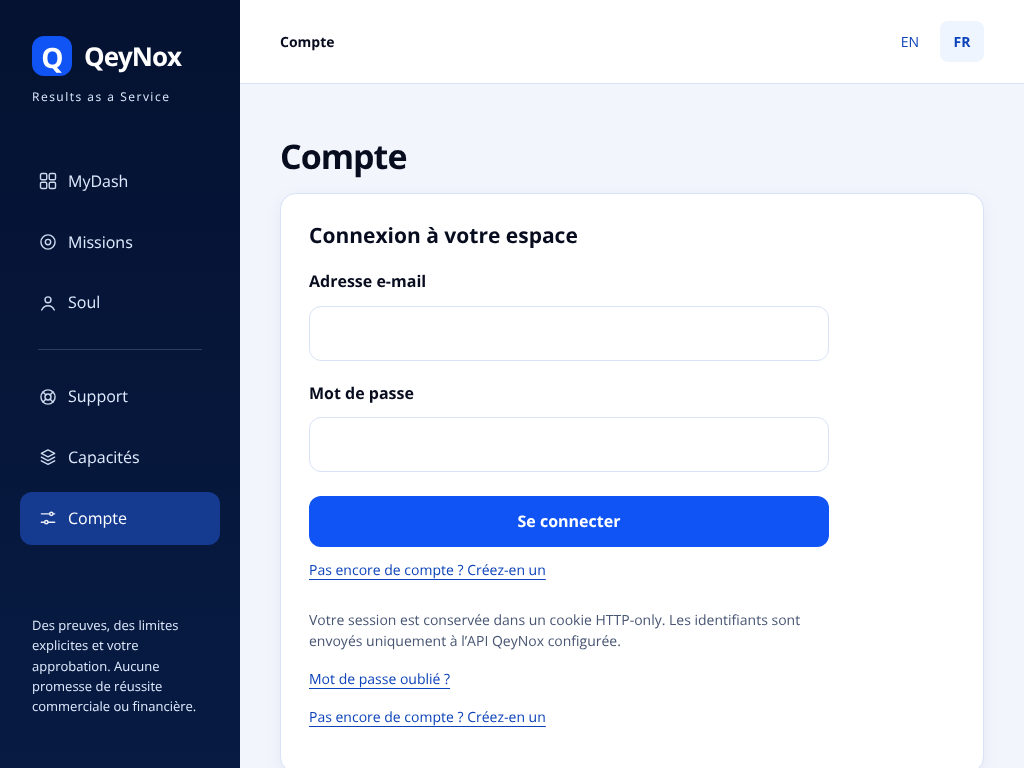 Q QeyNox
Results as a Service
MyDash
Missions
Soul
Support
Capacités
Compte
Des preuves, des limites
explicites et votre
approbation. Aucune
promesse de réussite
commerciale ou financière.
Compte
EN
FR
Compte
Connexion à votre espace
Adresse e-mail
Mot de passe
Se connecter
Pas encore de compte ? Créez-en un
Votre session est conservée dans un cookie HTTP-only. Les identifiants sont
envoyés uniquement à l’API QeyNox configurée.
Mot de passe oublié ?
Pas encore de compte ? Créez-en un